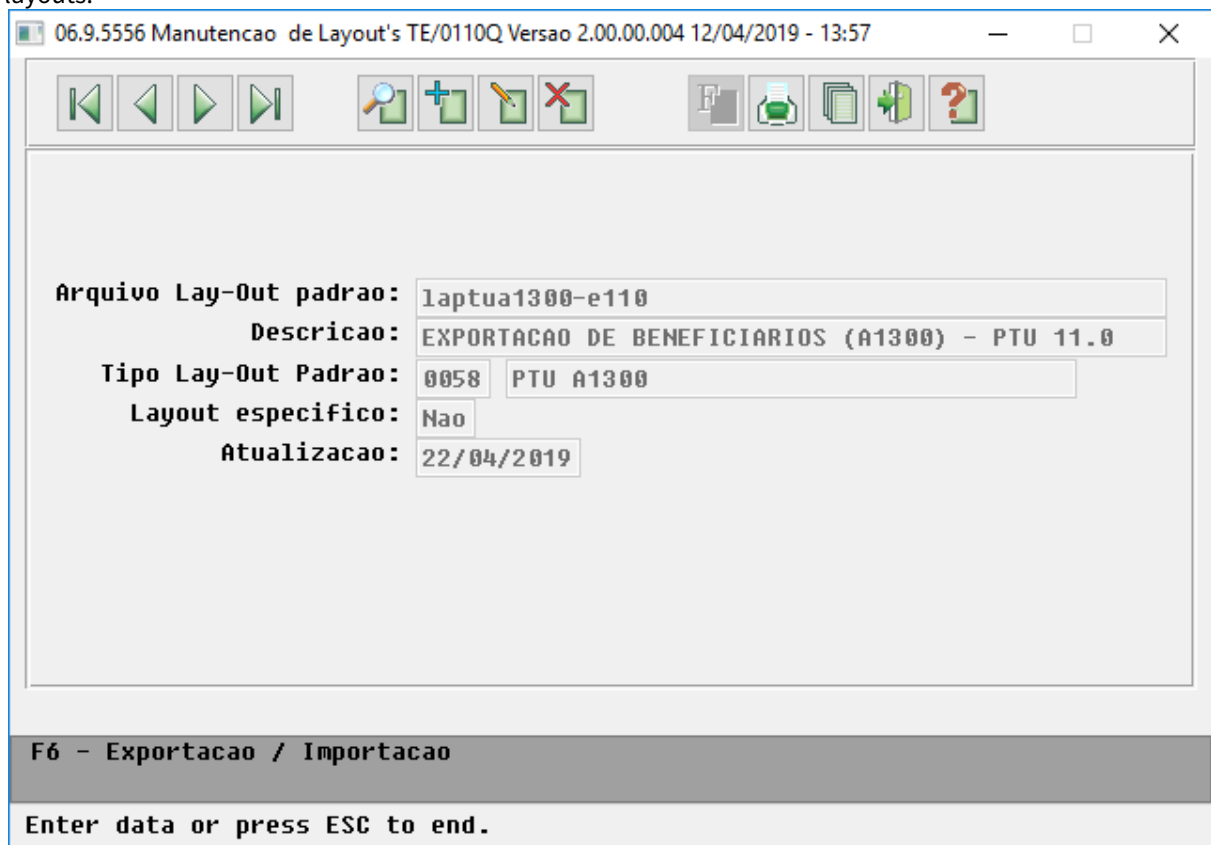 layouts.
06.9.5556 Manutencao de Layout's TE/0110Q Versao 2.00.00.004 12/04/2019 - 13:57
F
Arquivo Lay-Out padrao: laptua1300-e110
Descricao: EXPORTACAO DE BENEFICIARIOS (A1300) - PTU 11.0
Tipo Lay-Out Padrao: 0058 PTU A1300
Layout especifico: Nao
Atualizacao: 22/04/2019
F6 - Exportacao / Importacao
Enter data or press ESC to end.